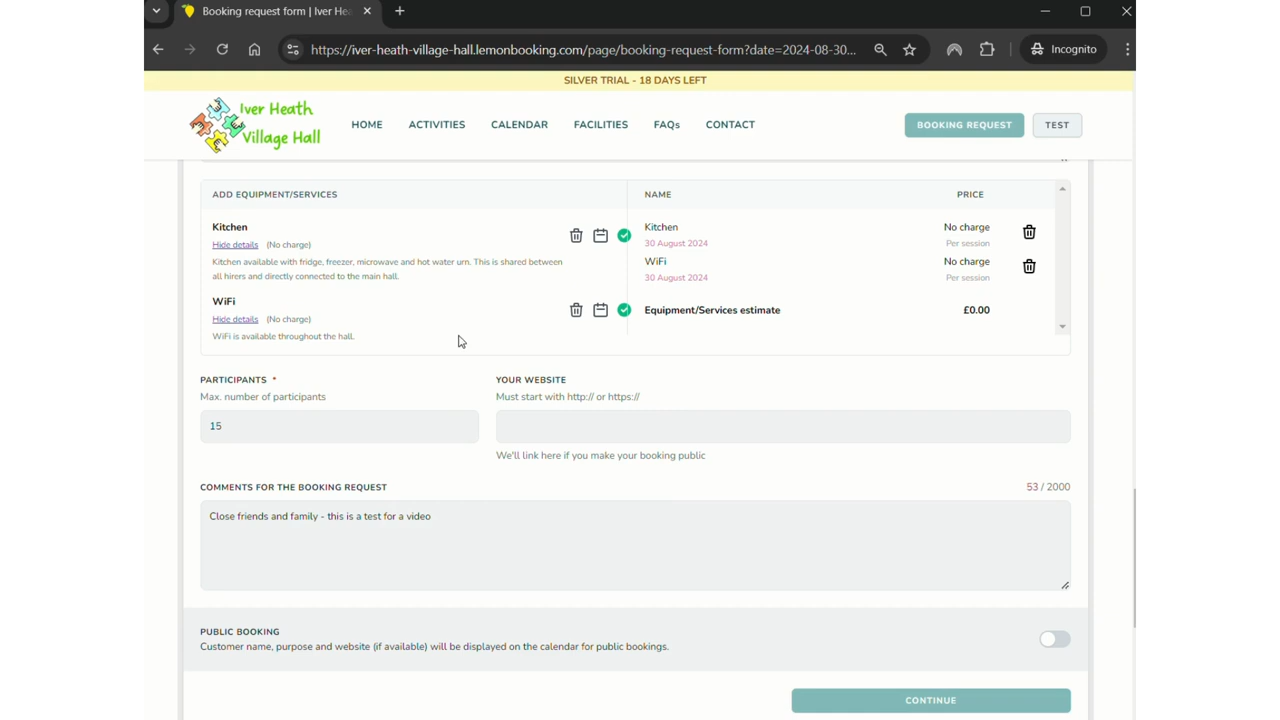 Booking request form | Iver Hea
https://iver-heath-village-hall.lemonbooking.com/page/booking-request-form?date=2024-08-30...
Incognito
SILVER TRIAL - 18 DAYS LEFT
Iver Heath
Village Hall
HOME
ACTIVITIES
CALENDAR
FACILITIES
FAQs
CONTACT
BOOKING REQUEST
TEST
ADD EQUIPMENT/SERVICES
NAME
PRICE
Kitchen
Hide details (No charge)
Kitchen available with fridge, freezer, microwave and hot water urn. This is shared between
all hirers and directly connected to the main hall.
WiFi
Hide details (No charge)
WiFi is available throughout the hall.
Kitchen
No charge
30 August 2024
Per session
WiFi
No charge
30 August 2024
Per session
Equipment/Services estimate
£0.00
PARTICIPANTS *
Max. number of participants
15
YOUR WEBSITE
Must start with http:// or https://
We'll link here if you make your booking public
COMMENTS FOR THE BOOKING REQUEST
53 / 2000
Close friends and family - this is a test for a video
PUBLIC BOOKING
Customer name, purpose and website (if available) will be displayed on the calendar for public bookings.
CONTINUE